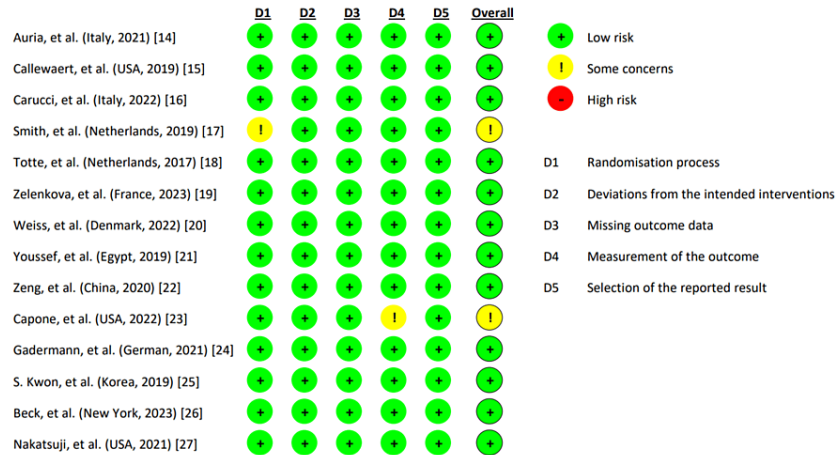 D1 D2 D3 D4 D5 Overall
Auria, et al. (Italy, 2021) [14] + + + + + +
Callewaert, et al. (USA, 2019) [15] + + + + + +
Carucci, et al. (Italy, 2022) [16] + + + + + +
Smith, et al. (Netherlands, 2019) [17] ! + + + + !
Totte, et al. (Netherlands, 2017) [18] + + + + + +
Zelenkova, et al. (France, 2023) [19] + + + + + +
Weiss, et al. (Denmark, 2022) [20] + + + + + +
Youssef, et al. (Egypt, 2019) [21] + + + + + +
Zeng, et al. (China, 2020) [22] + + + + + +
Capone, et al. (USA, 2022) [23] + + + ! + !
Gadermann, et al. (German, 2021) [24] + + + + + +
S. Kwon, et al. (Korea, 2019) [25] + + + + + +
Beck, et al. (New York, 2023) [26] + + + + + +
Nakatsuji, et al. (USA, 2021) [27] + + + + + +
+ Low risk
! Some concerns
- High risk
D1 Randomisation process
D2 Deviations from the intended interventions
D3 Missing outcome data
D4 Measurement of the outcome
D5 Selection of the reported result